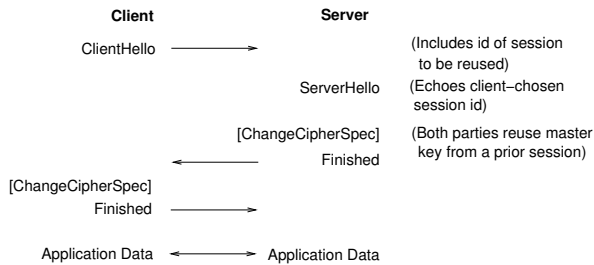 Client Server
ClientHello (Includes id of session
to be reused)
ServerHello (Echoes client–chosen
session id)
[ChangeCipherSpec] (Both parties reuse master
Finished key from a prior session)
[ChangeCipherSpec]
Finished
Application Data Application Data